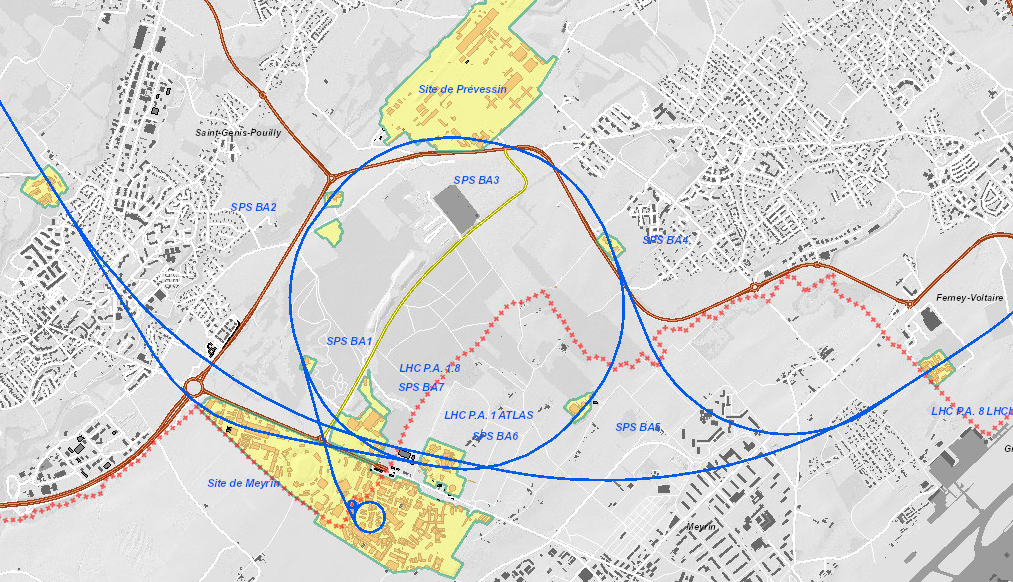 Site de Prévessin
Saint-Genis-Pouilly
SPS BA3
SPS BA2
SPS BA4
Ferney-Voltaire
SPS BA1
LHC P.A. 1.8
SPS BA7
LHC P.A. 1 ATLAS
LHC P.A. 8 LHC
SPS BA5
SPS BA6
Site de Meyrin
Meyrin